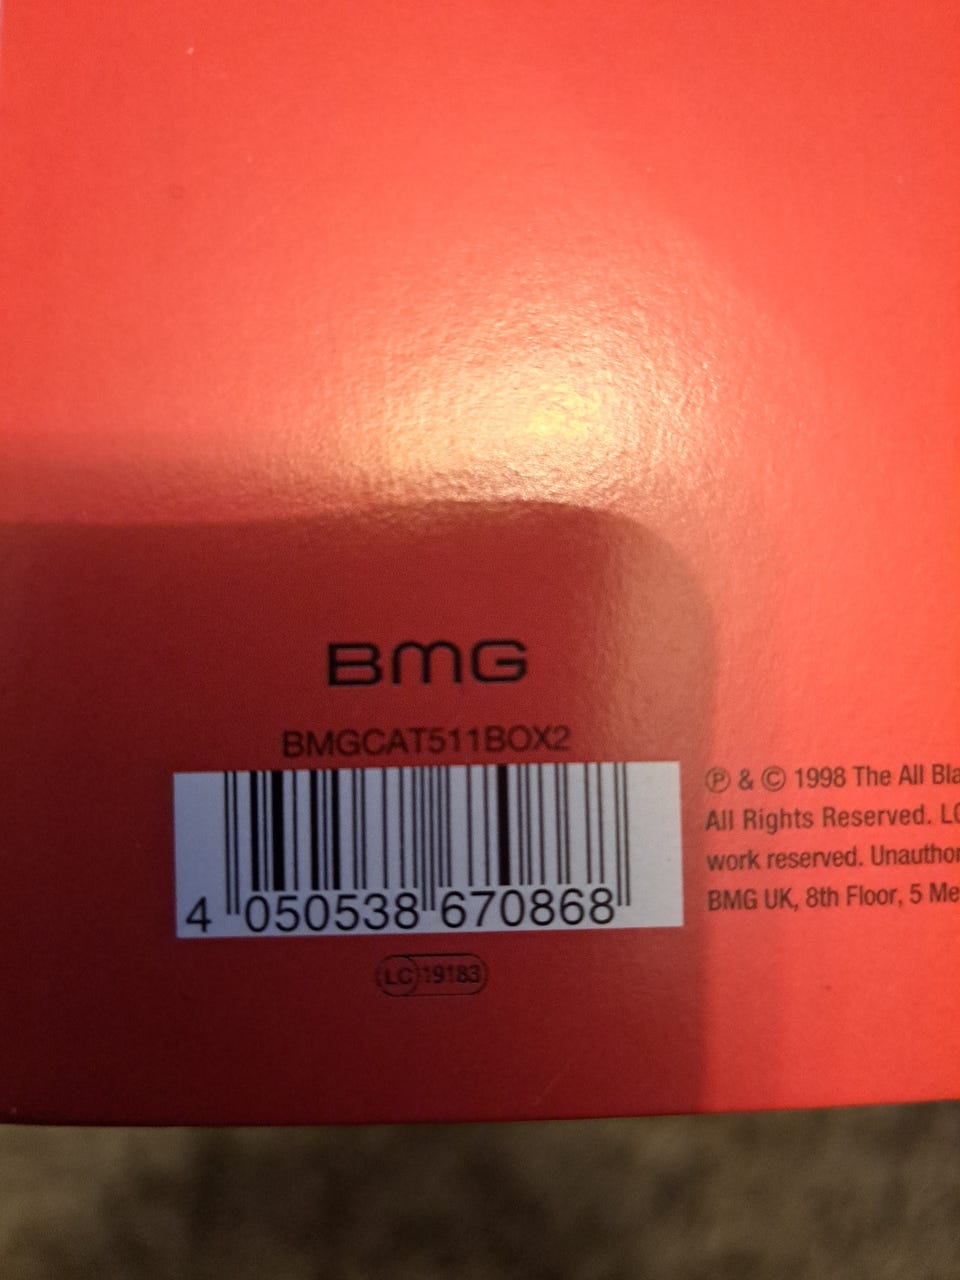 BMG
BMGCAT511BOX2
4 050538 670868
LC 19183
℗ & © 1998 The All Bla
All Rights Reserved. LC
work reserved. Unauthor
BMG UK, 8th Floor, 5 Me